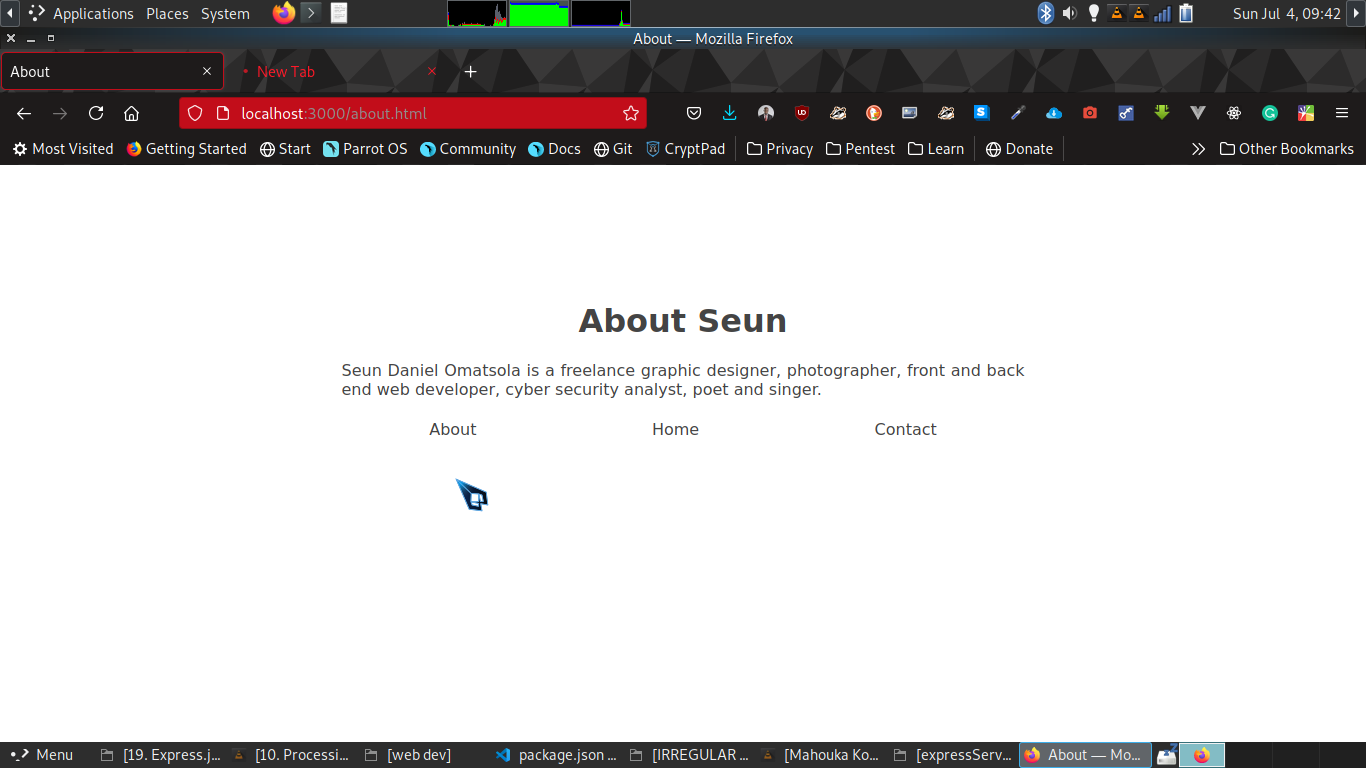 Applications Places System
Sun Jul 4, 09:42
About — Mozilla Firefox
About
New Tab
localhost:3000/about.html
Most Visited Getting Started Start Parrot OS Community Docs Git CryptPad Privacy Pentest Learn Donate Other Bookmarks
About Seun
Seun Daniel Omatsola is a freelance graphic designer, photographer, front and back
end web developer, cyber security analyst, poet and singer.
About Home Contact
Menu [19. Express.j... [10. Processi... [web dev] package.json ... [IRREGULAR ... [Mahouka Ko... [expressServ... About — Mo...